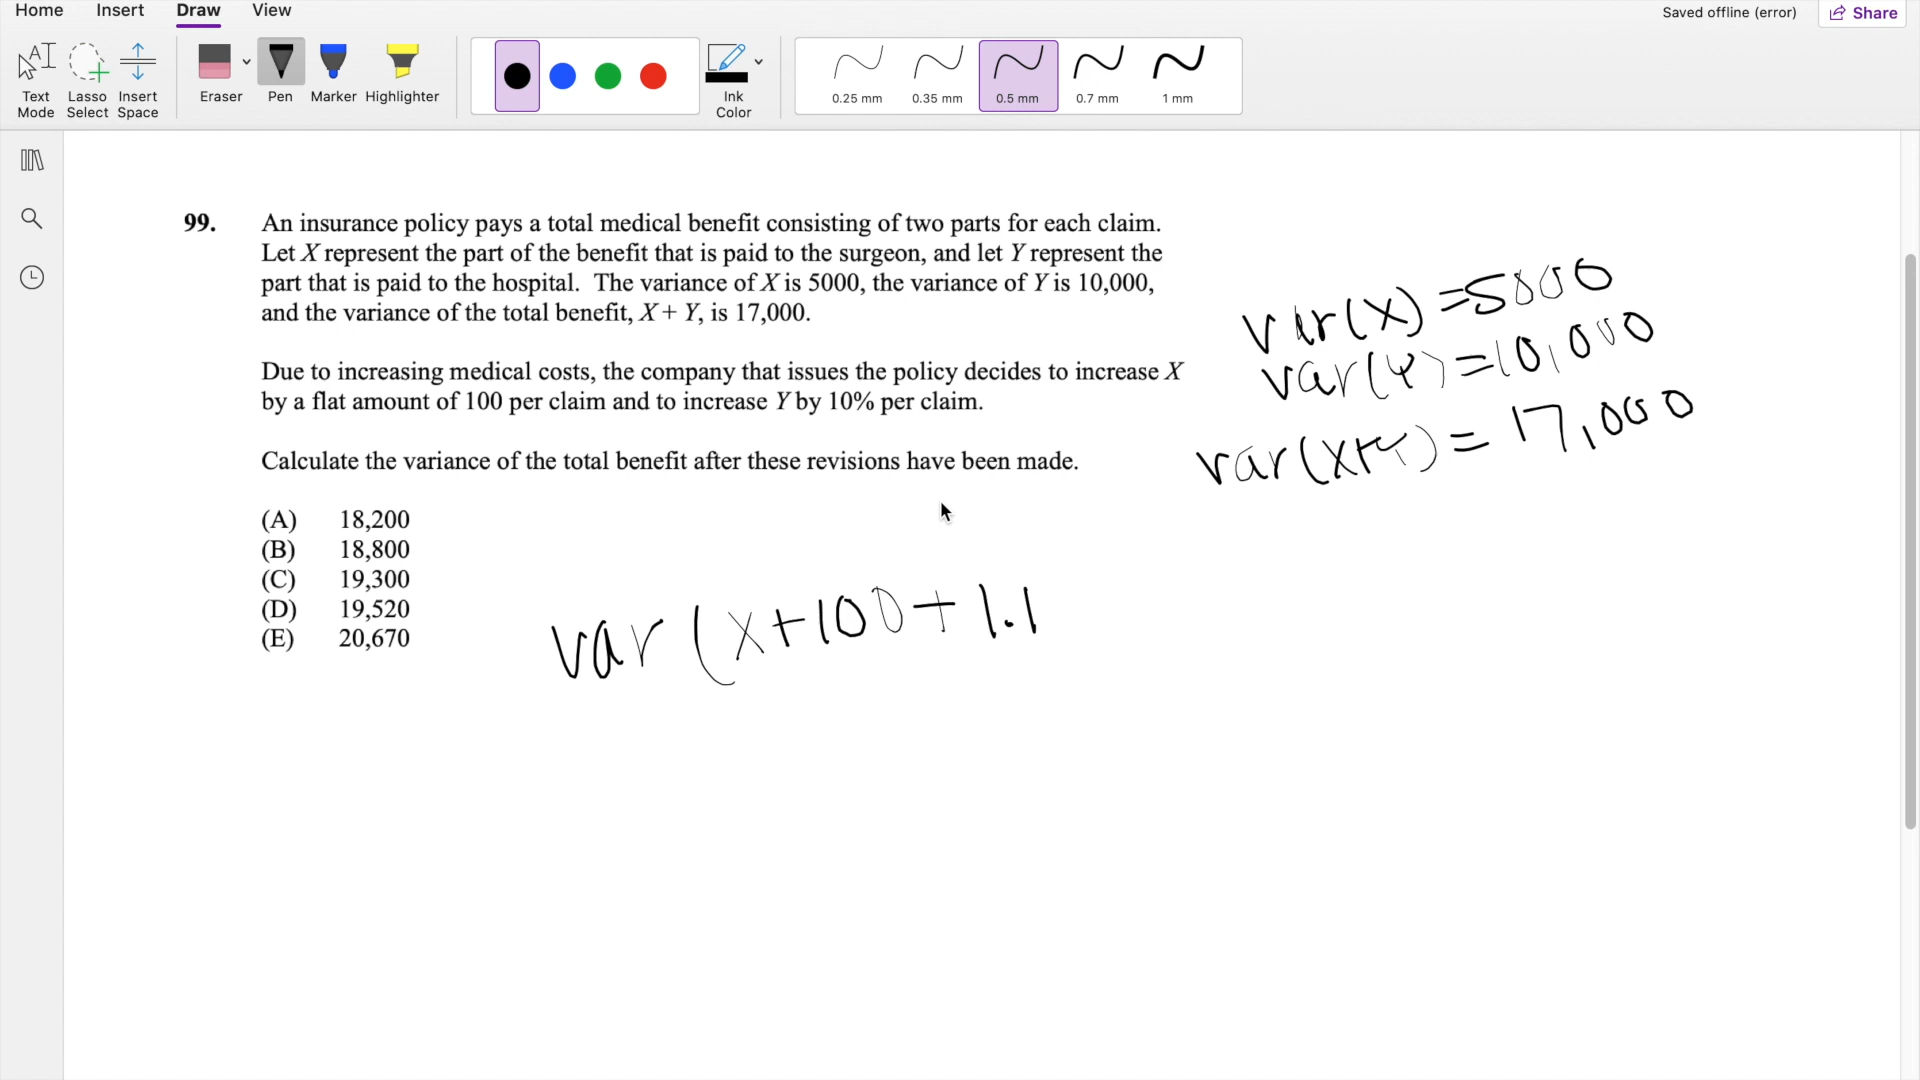 Home Insert Draw View
Saved offline (error) Share
Text Mode
Lasso Select
Insert Space
Eraser
Pen
Marker
Highlighter
Ink Color
0.25 mm
0.35 mm
0.5 mm
0.7 mm
1 mm
99. An insurance policy pays a total medical benefit consisting of two parts for each claim.
Let X represent the part of the benefit that is paid to the surgeon, and let Y represent the
part that is paid to the hospital. The variance of X is 5000, the variance of Y is 10,000,
and the variance of the total benefit, X + Y, is 17,000.
Due to increasing medical costs, the company that issues the policy decides to increase X
by a flat amount of 100 per claim and to increase Y by 10% per claim.
Calculate the variance of the total benefit after these revisions have been made.
(A) 18,200
(B) 18,800
(C) 19,300
(D) 19,520
(E) 20,670
var(x) = 5000
var(y) = 10,000
var(x+y) = 17,000
var (x+100+1.1